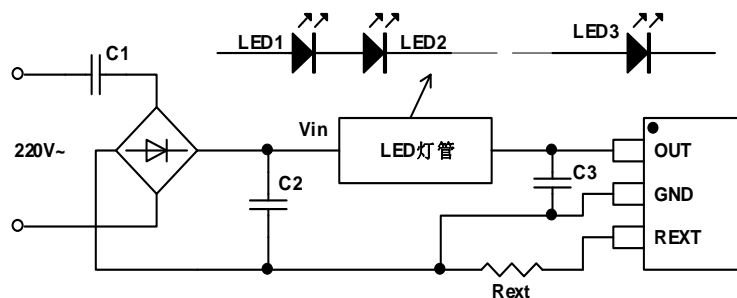 LED1
LED2
LED3
C1
220V~
Vin
LED灯管
C2
C3
OUT
GND
REXT
Rext